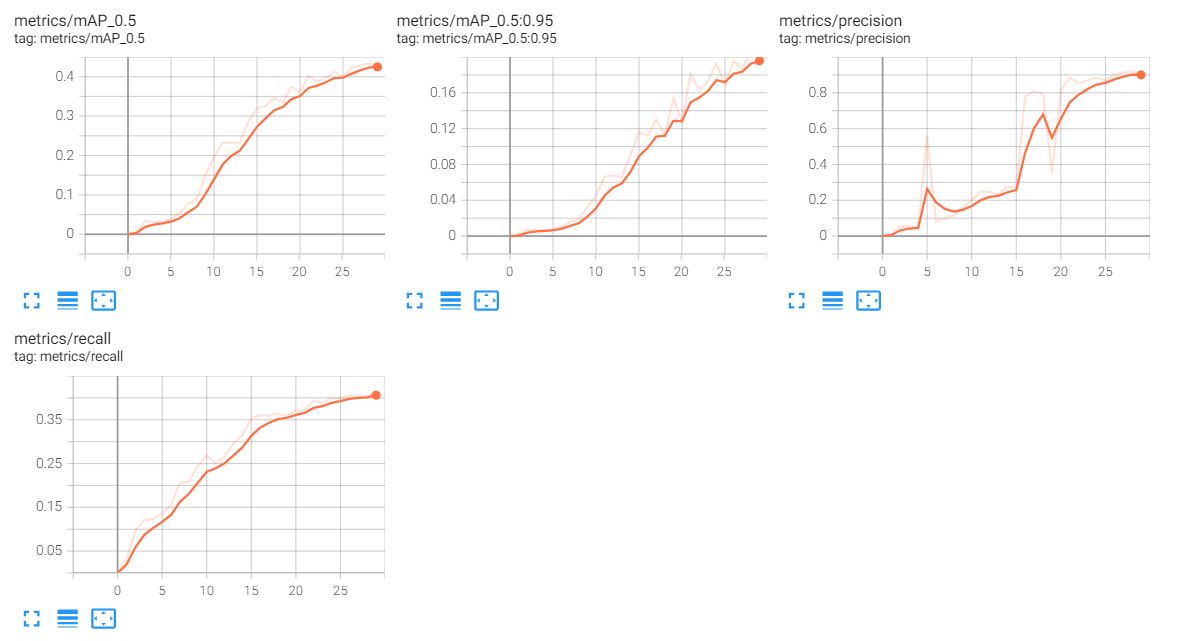 metrics/mAP_0.5
tag: metrics/mAP_0.5
0.4
0.3
0.2
0.1
0
0 5 10 15 20 25
metrics/mAP_0.5:0.95
tag: metrics/mAP_0.5:0.95
0.16
0.12
0.08
0.04
0
0 5 10 15 20 25
metrics/precision
tag: metrics/precision
0.8
0.6
0.4
0.2
0
0 5 10 15 20 25
metrics/recall
tag: metrics/recall
0.35
0.25
0.15
0.05
0 5 10 15 20 25